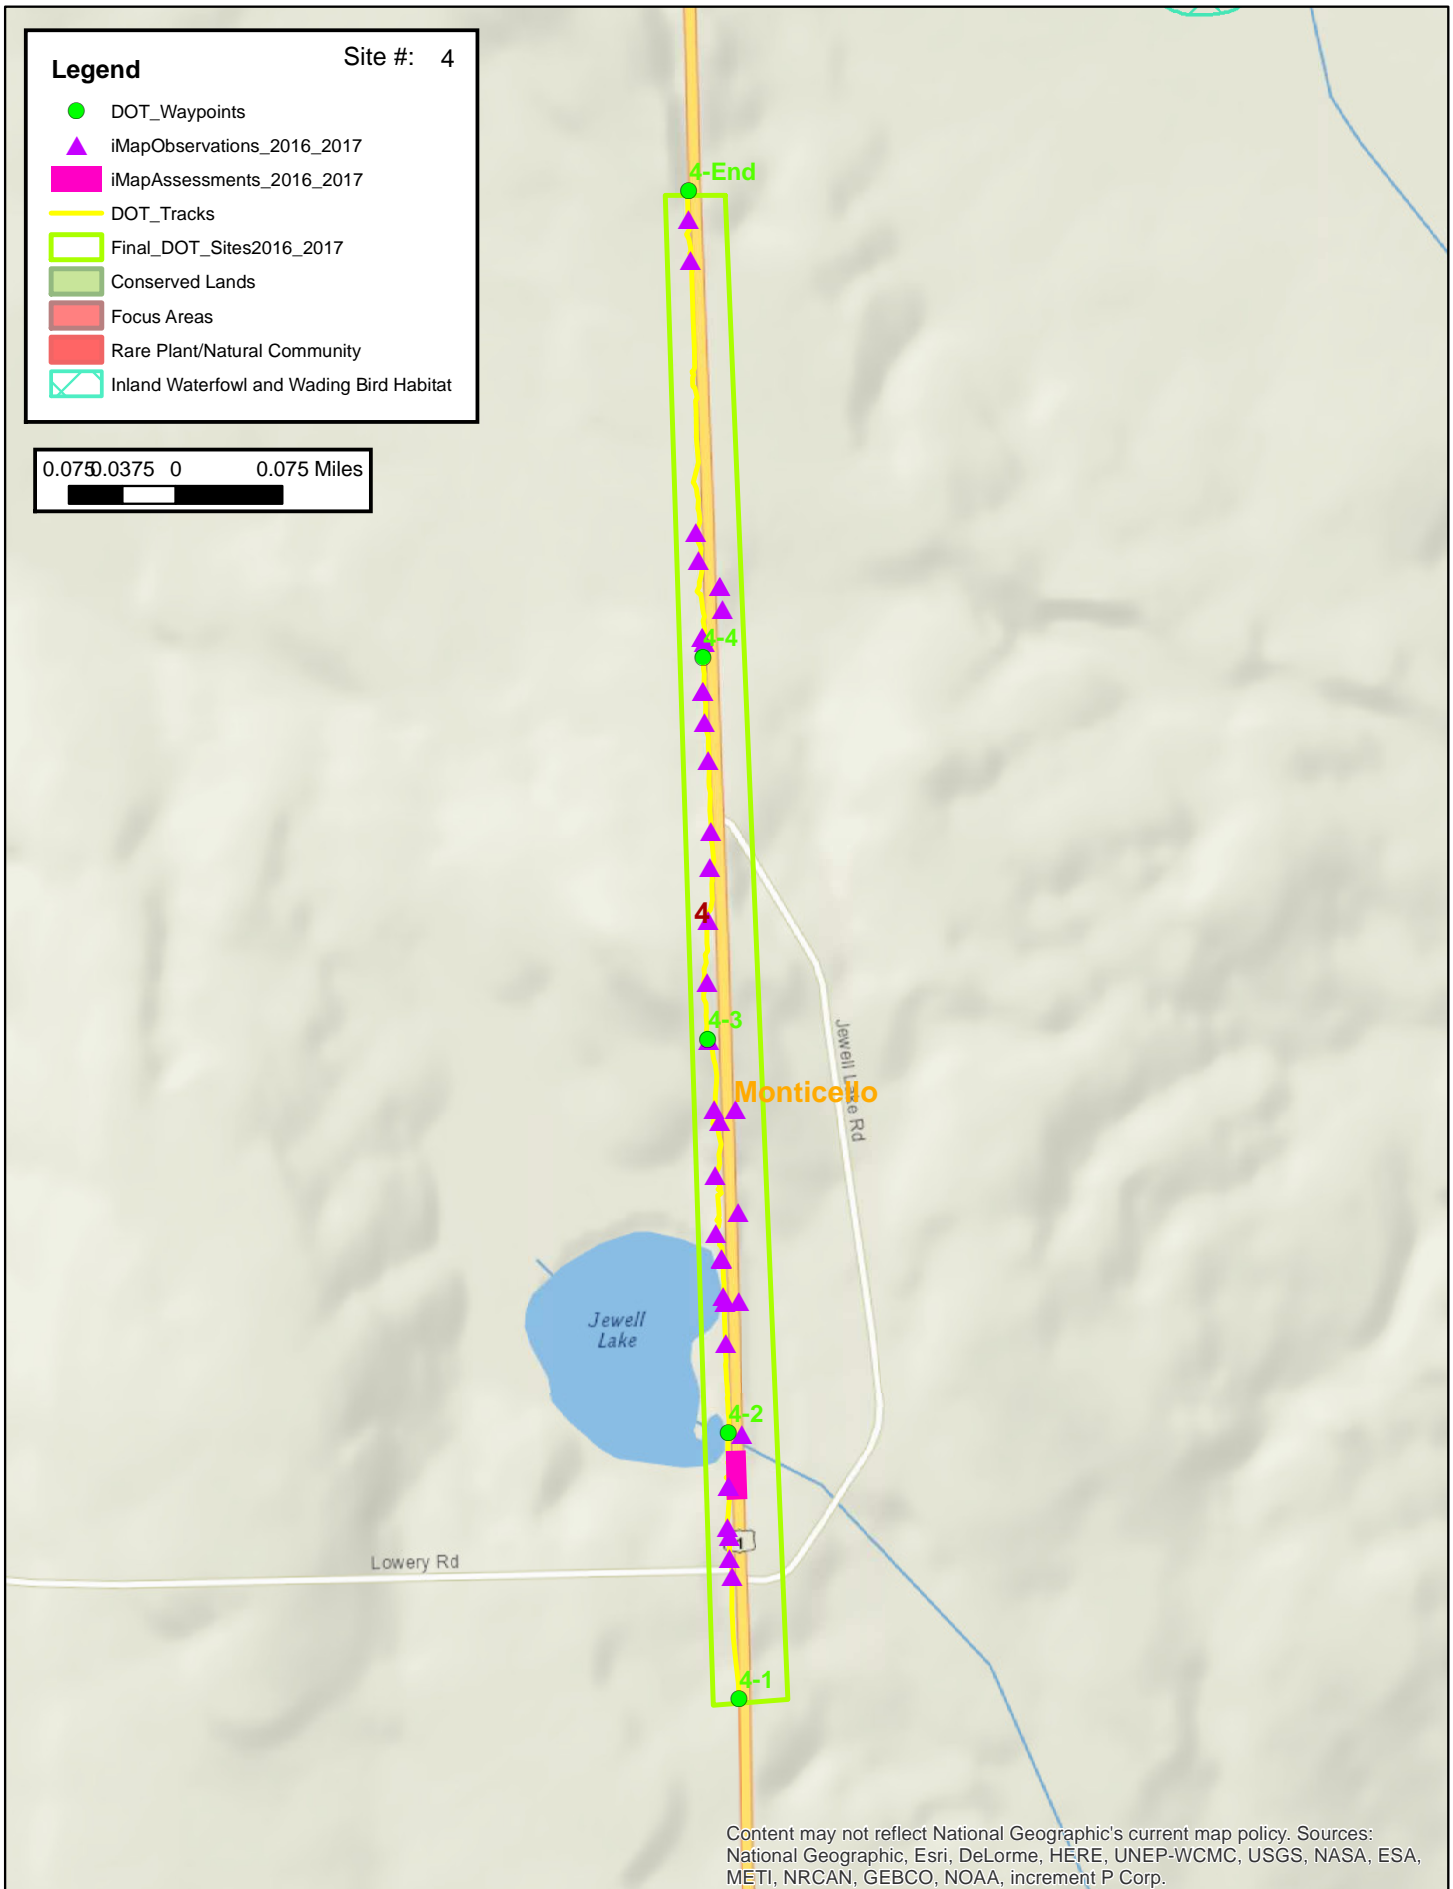 Legend
Site #: 4
DOT_Waypoints
iMapObservations_2016_2017
iMapAssessments_2016_2017
DOT_Tracks
Final_DOT_Sites2016_2017
Conserved Lands
Focus Areas
Rare Plant/Natural Community
Inland Waterfowl and Wading Bird Habitat
0.075 0.0375 0 0.075 Miles
4-End
4-4
4
4-3
Monticello
Jewell Lake Rd
Jewell
Lake
4-2
1
Lowery Rd
4-1
Content may not reflect National Geographic's current map policy. Sources:
National Geographic, Esri, DeLorme, HERE, UNEP-WCMC, USGS, NASA, ESA,
METI, NRCAN, GEBCO, NOAA, increment P Corp.